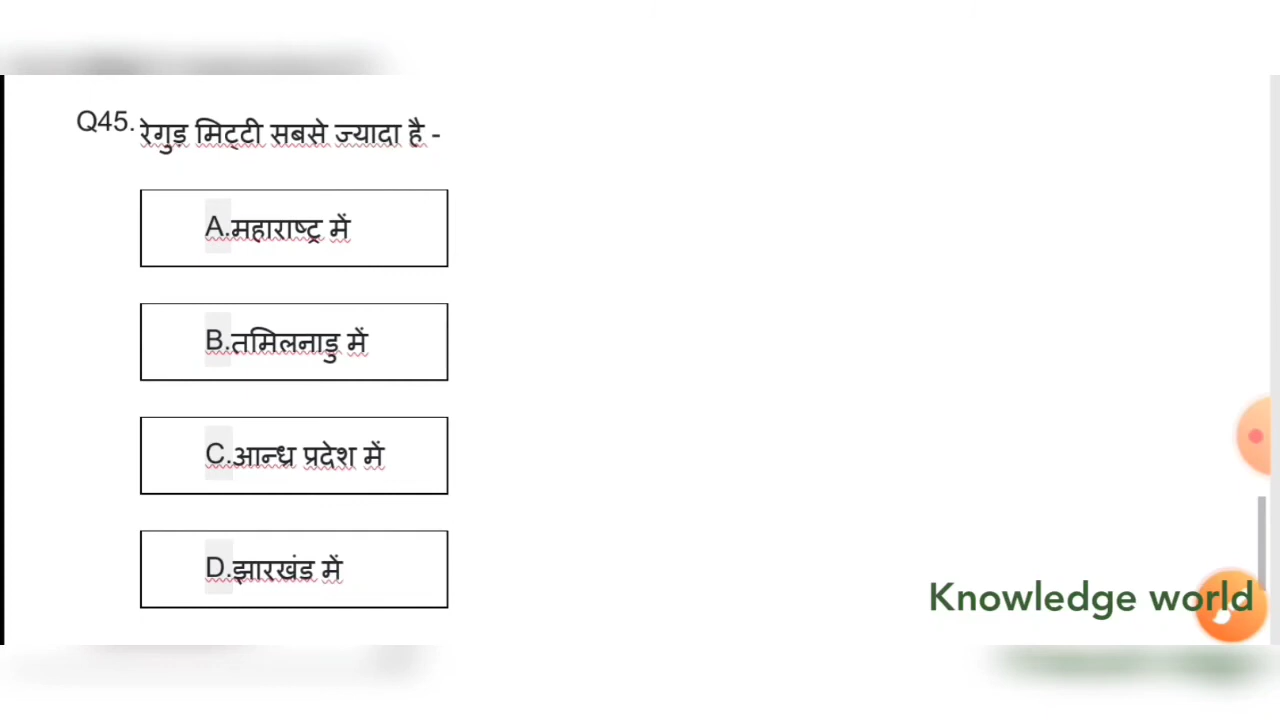 Q45. रेगुड मिट्टी सबसे ज्यादा है -
A.महाराष्ट्र में
B.तमिलनाडु में
C.आन्ध्र प्रदेश में
D.झारखंड में
Knowledge world